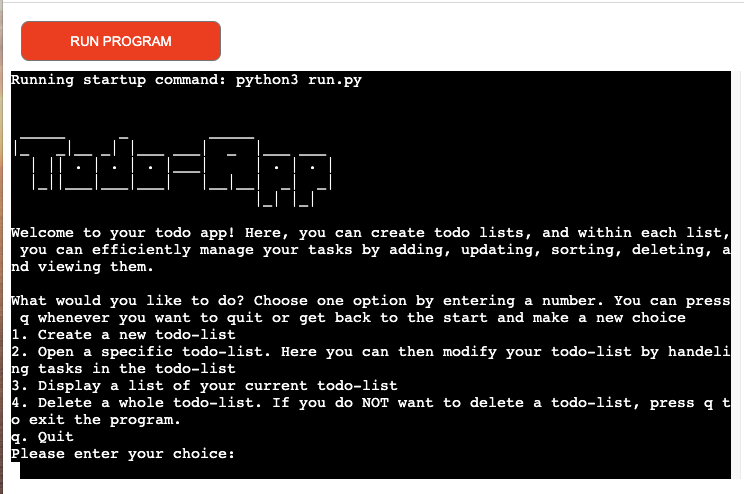 RUN PROGRAM
Running startup command: python3 run.py
Todo-App
Welcome to your todo app! Here, you can create todo lists, and within each list,
you can efficiently manage your tasks by adding, updating, sorting, deleting, a
nd viewing them.
What would you like to do? Choose one option by entering a number. You can press
q whenever you want to quit or get back to the start and make a new choice
1. Create a new todo-list
2. Open a specific todo-list. Here you can then modify your todo-list by handeli
ng tasks in the todo-list
3. Display a list of your current todo-list
4. Delete a whole todo-list. If you do NOT want to delete a todo-list, press q t
o exit the program.
q. Quit
Please enter your choice: